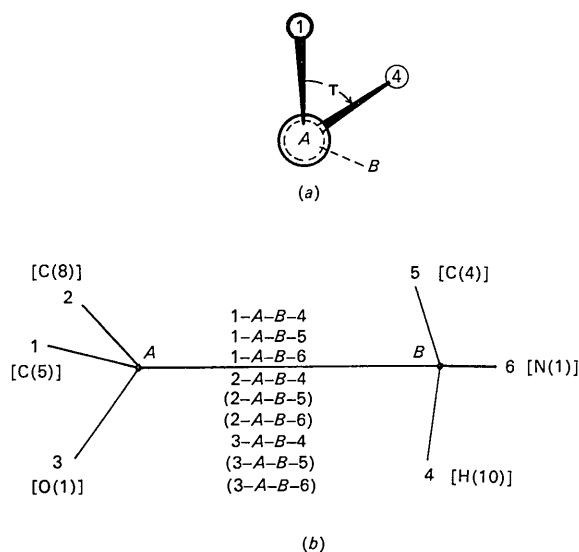 1
4
T
A
B
(a)
[C(8)]
2
1
A
[C(5)]
3
[O(1)]
1–A–B–4
1–A–B–5
1–A–B–6
2–A–B–4
(2–A–B–5)
(2–A–B–6)
3–A–B–4
(3–A–B–5)
(3–A–B–6)
5 [C(4)]
B
6 [N(1)]
4 [H(10)]
(b)